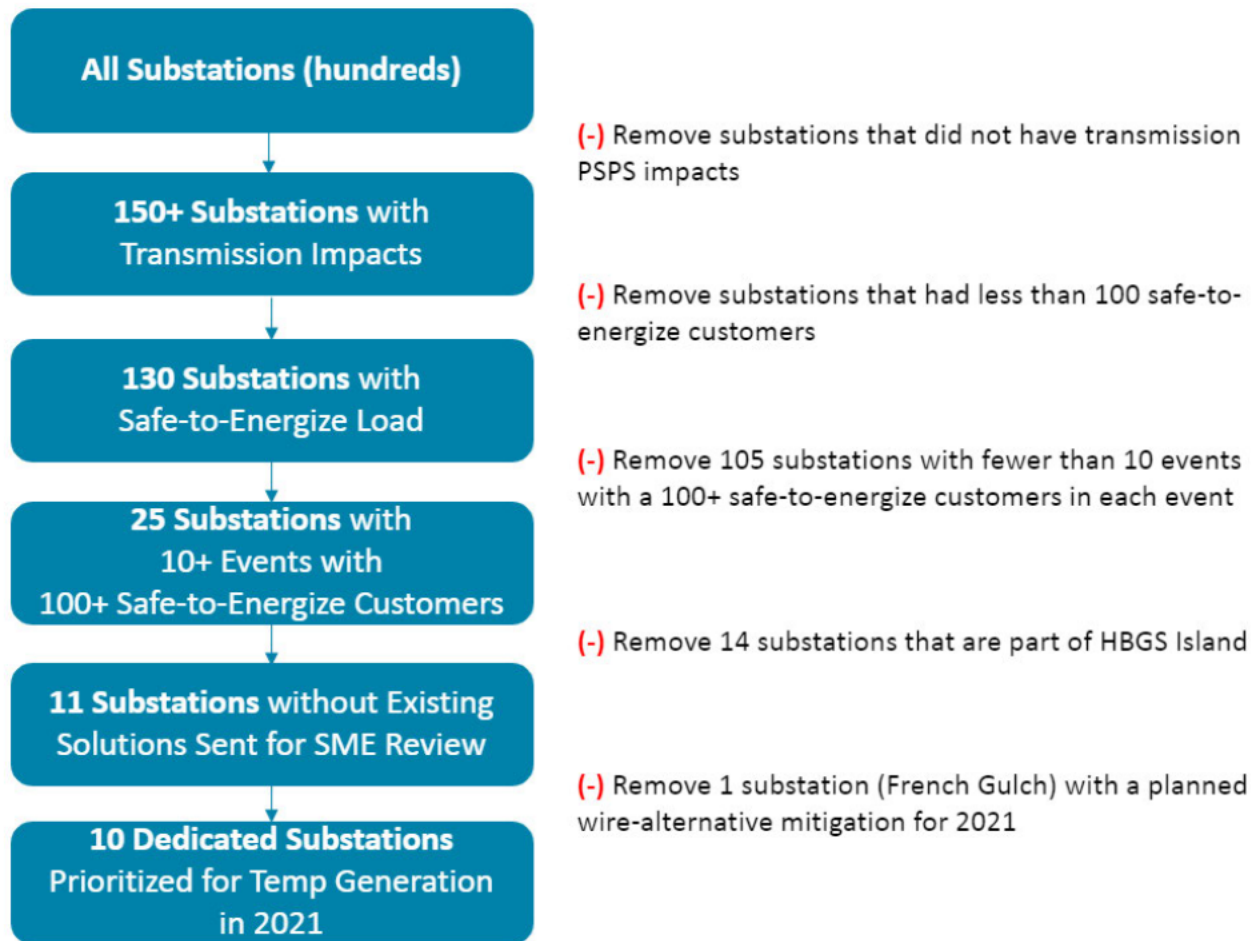 All Substations (hundreds)
(-) Remove substations that did not have transmission
PSPS impacts
150+ Substations with
Transmission Impacts
(-) Remove substations that had less than 100 safe-to-
energize customers
130 Substations with
Safe-to-Energize Load
(-) Remove 105 substations with fewer than 10 events
with a 100+ safe-to-energize customers in each event
25 Substations with
10+ Events with
100+ Safe-to-Energize Customers
(-) Remove 14 substations that are part of HBGS Island
11 Substations without Existing
Solutions Sent for SME Review
(-) Remove 1 substation (French Gulch) with a planned
wire-alternative mitigation for 2021
10 Dedicated Substations
Prioritized for Temp Generation
in 2021